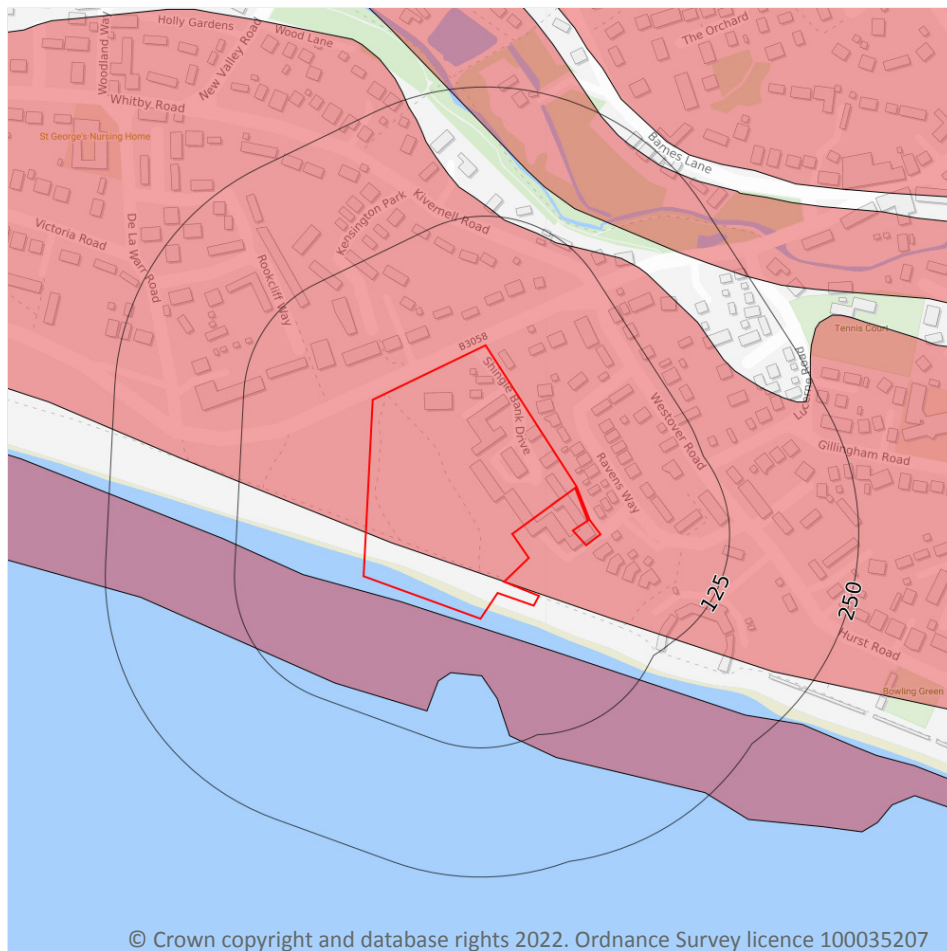 Holly Gardens
Wood Lane
The Orchard
Woodland Way
New Valley Road
Whitby Road
St George's Nursing Home
Barnes Lane
Kensington Park
Kivernell Road
Victoria Road
De La Warr Road
Rookcliff Way
Tennis Court
B3058
Shingle Bank Drive
Westover Road
Lucerne Road
Gillingham Road
Ravens Way
125
250
Hurst Road
Bowling Green
© Crown copyright and database rights 2022. Ordnance Survey licence 100035207